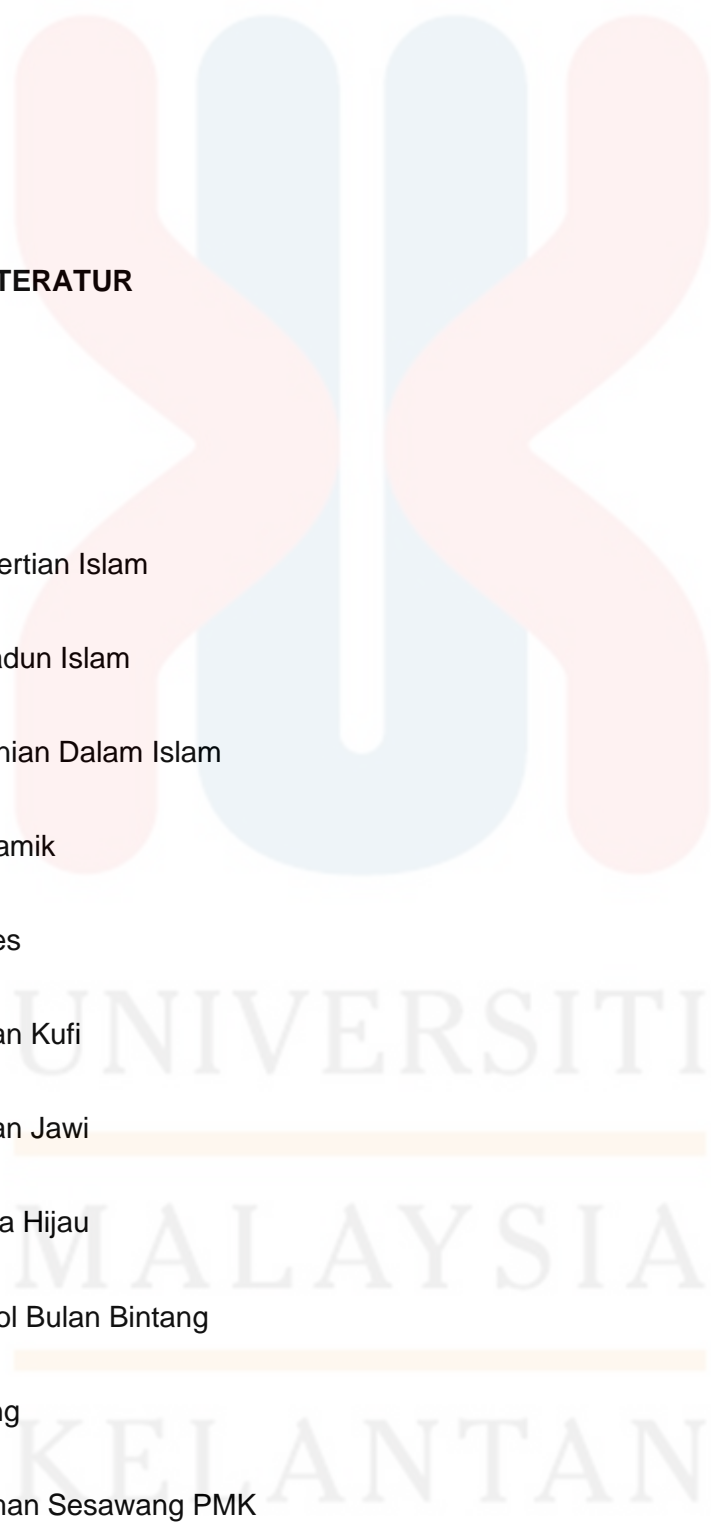 TERATUR
ertian Islam
adun Islam
nian Dalam Islam
amik
es
UNIVERSITI
an Kufi
an Jawi
a Hijau
MALAYSIA
ol Bulan Bintang
ng
KELANTAN
nan Sesawang PMK